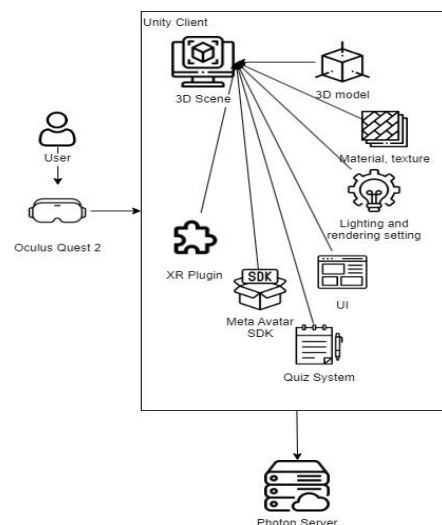 Unity Client
3D Scene
3D model
User
Material, texture
Oculus Quest 2
Lighting and
rendering setting
XR Plugin
SDK
Meta Avatar
SDK
UI
Quiz System
Photon Server